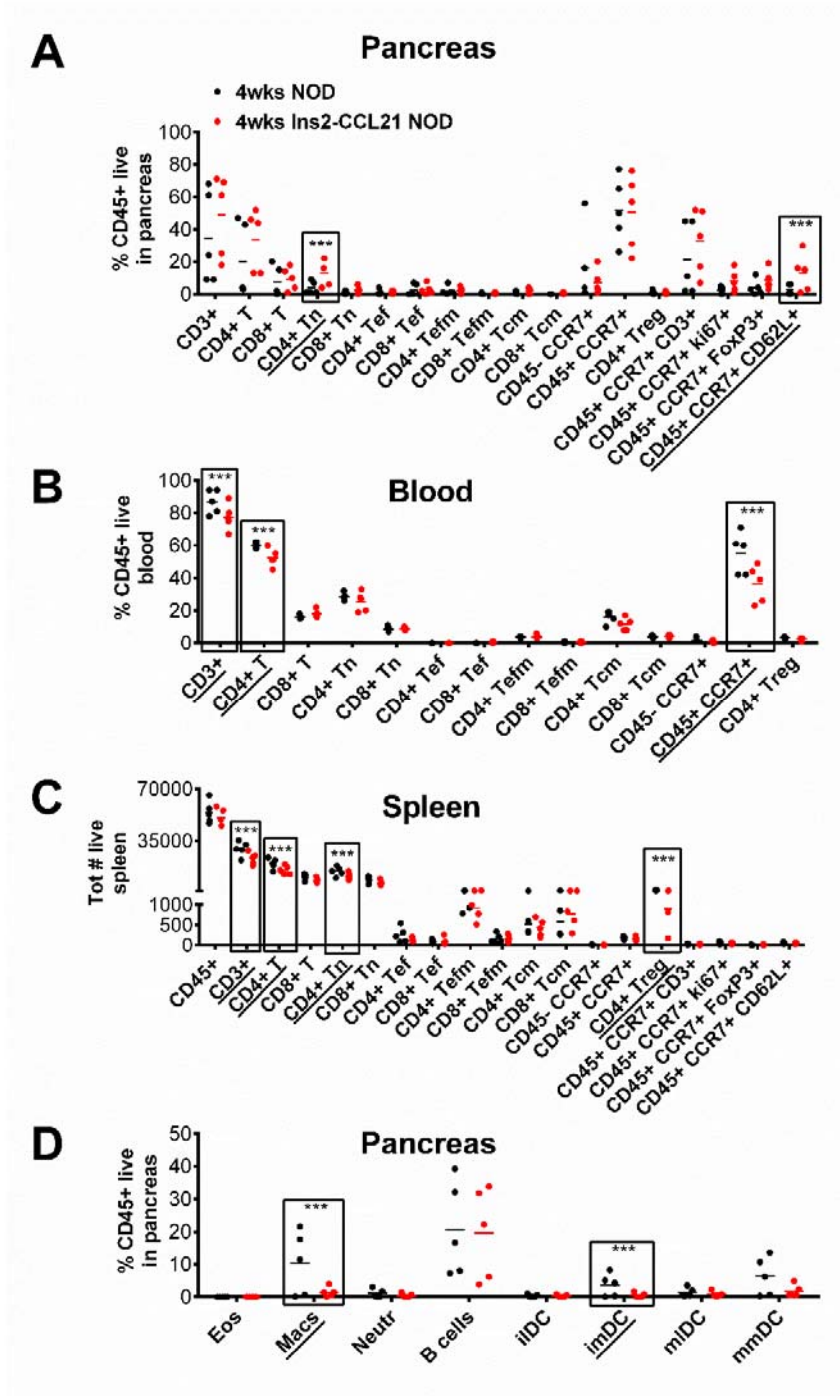 A
Pancreas
4wks NOD
4wks Ins2-CCL21 NOD
% CD45+ live
in pancreas
100
80
60
40
20
0
***
***
CD3+
CD4+ T
CD8+ T
CD4+ Tn
CD8+ Tn
CD4+ Tef
CD8+ Tef
CD4+ Tefm
CD8+ Tefm
CD4+ Tcm
CD8+ Tcm
CD45- CCR7+
CD45+ CCR7+
CD4+ Treg
CD45+ CCR7+ CD3+
CD45+ CCR7+ ki67+
CD45+ CCR7+ FoxP3+
CD45+ CCR7+ CD62L+
B
Blood
% CD45+ live
blood
100
80
60
40
20
0
***
***
***
CD3+
CD4+ T
CD8+ T
CD4+ Tn
CD8+ Tn
CD4+ Tef
CD8+ Tef
CD4+ Tefm
CD8+ Tefm
CD4+ Tcm
CD8+ Tcm
CD45- CCR7+
CD45+ CCR7+
CD4+ Treg
C
Spleen
Tot # live
spleen
70000
35000
1000
500
0
***
***
***
***
CD45+
CD3+
CD4+ T
CD8+ T
CD4+ Tn
CD8+ Tn
CD4+ Tef
CD8+ Tef
CD4+ Tefm
CD8+ Tefm
CD4+ Tcm
CD8+ Tcm
CD45- CCR7+
CD45+ CCR7+
CD4+ Treg
CD45+ CCR7+ CD3+
CD45+ CCR7+ ki67+
CD45+ CCR7+ FoxP3+
CD45+ CCR7+ CD62L+
D
Pancreas
% CD45+ live
in pancreas
50
40
30
20
10
0
***
***
Eos
Macs
Neutr
B cells
ilDC
imDC
mlDC
mmDC